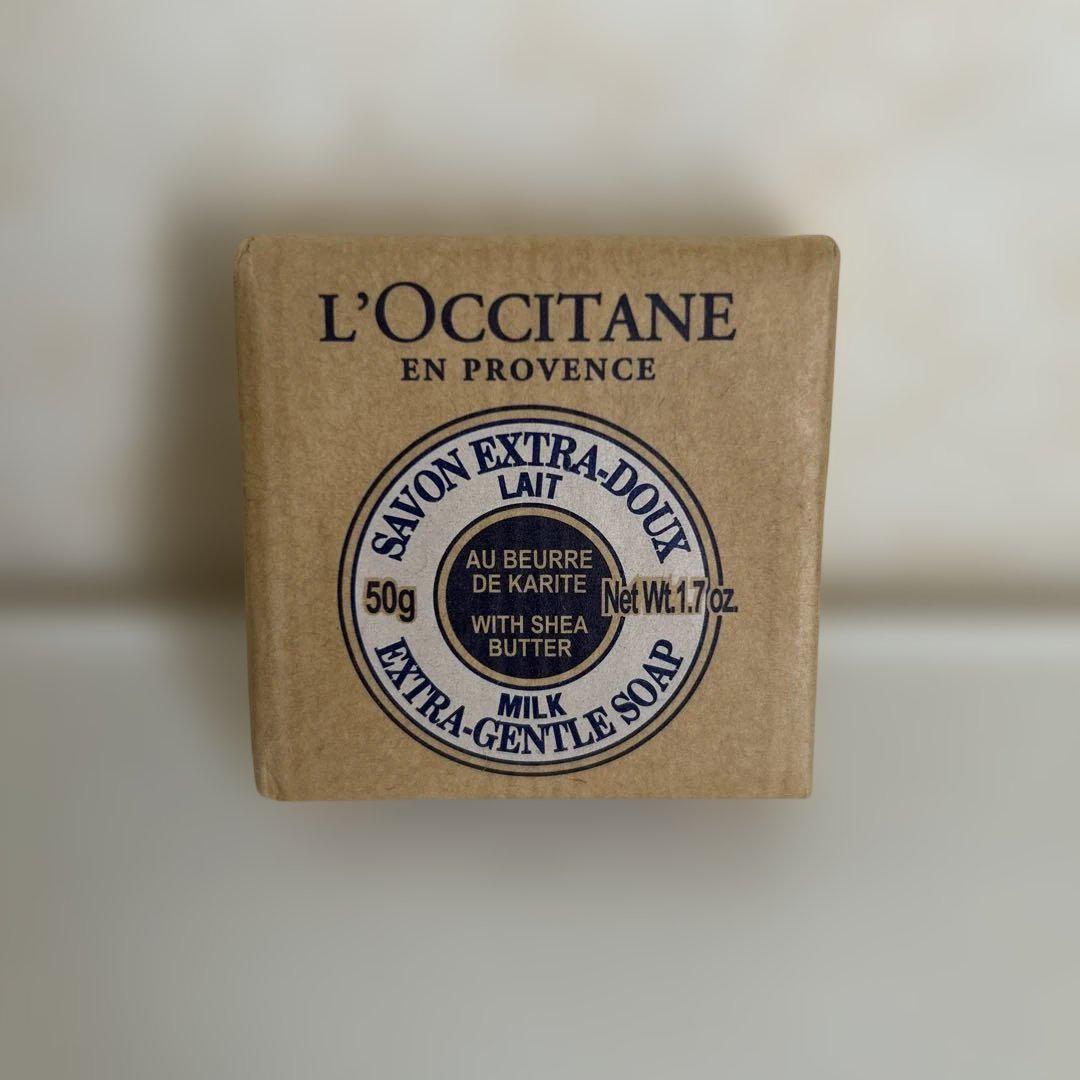 L'OCCITANE
EN PROVENCE
SAVON EXTRA-DOUX
LAIT
AU BEURRE
DE KARITE
50g
Net Wt.1.7 oz.
WITH SHEA
BUTTER
MILK
EXTRA-GENTLE SOAP